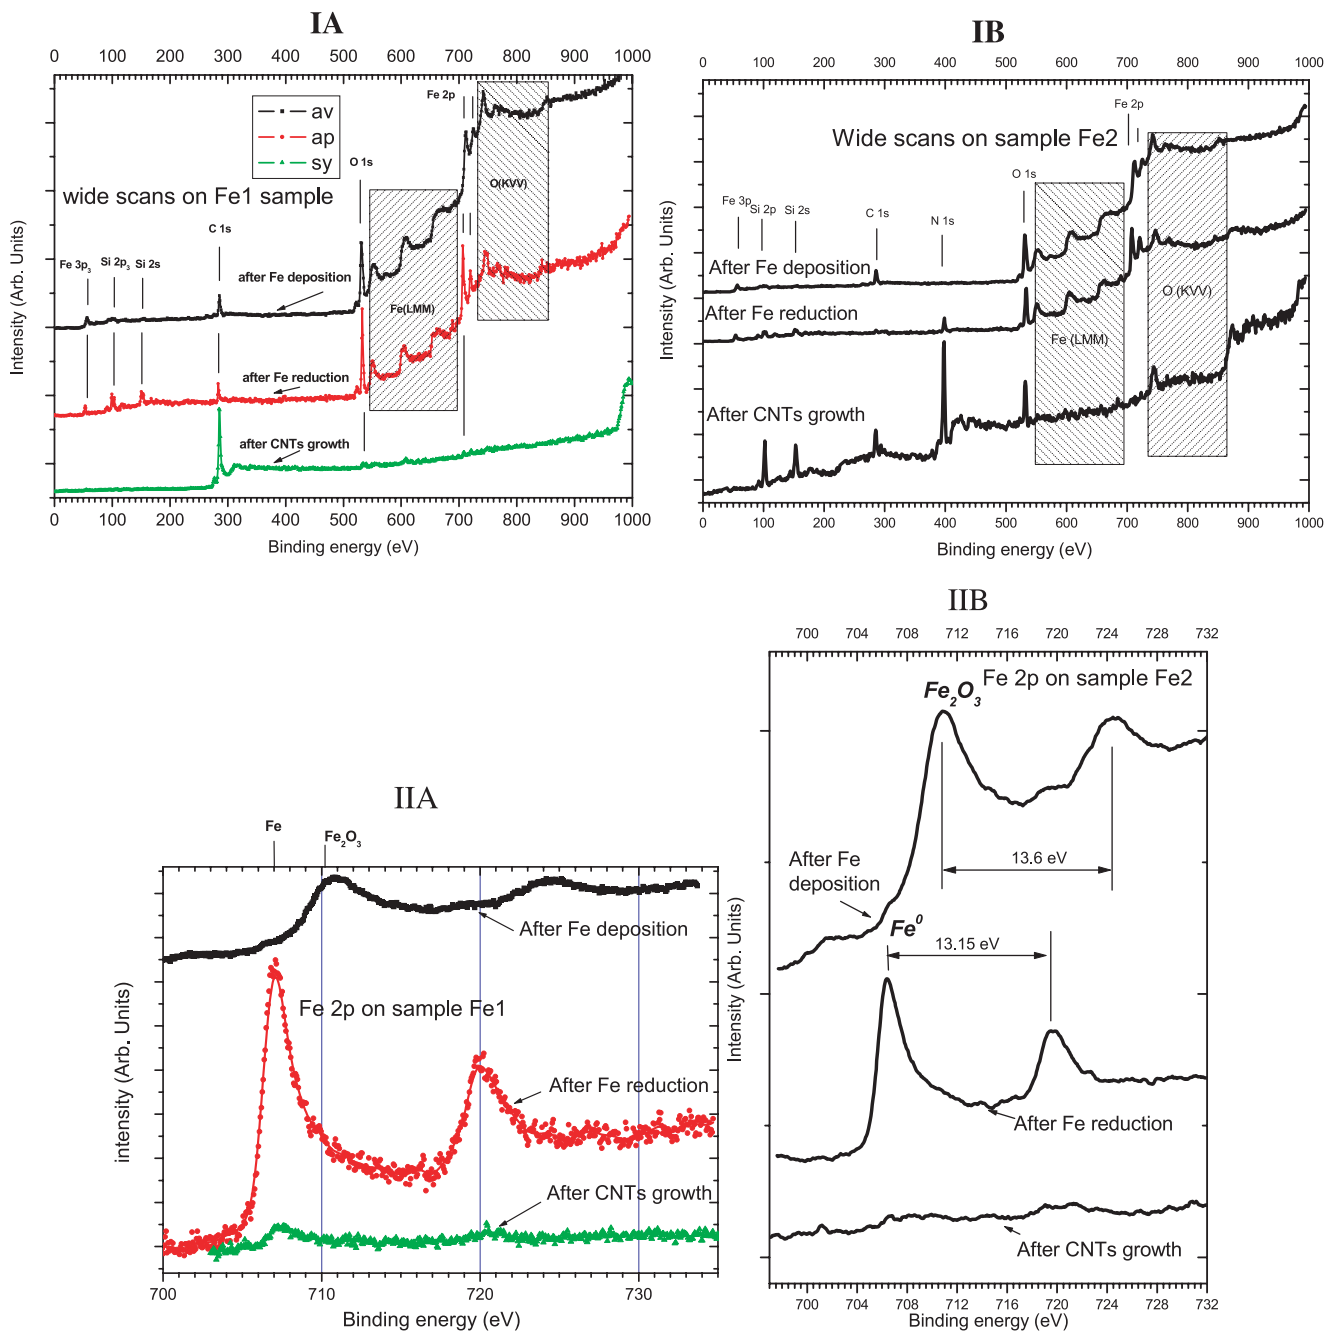 IA
0 100 200 300 400 500 600 700 800 900 1000
av
ap
sy
Fe 2p
O 1s
O(KVV)
wide scans on Fe1 sample
C 1s
Fe 3p3
Si 2p3
Si 2s
after Fe deposition
Fe(LMM)
after Fe reduction
after CNTs growth
Intensity (Arb. Units)
0 100 200 300 400 500 600 700 800 900 1000
Binding energy (eV)
IB
0 100 200 300 400 500 600 700 800 900 1000
Fe 2p
Wide scans on sample Fe2
O 1s
Fe 3p
Si 2p
Si 2s
C 1s
N 1s
After Fe deposition
O (KVV)
After Fe reduction
Fe (LMM)
After CNTs growth
Intensity (Arb. Units)
0 100 200 300 400 500 600 700 800 900 1000
Binding energy (eV)
IIA
Fe
Fe2O3
After Fe deposition
Fe 2p on sample Fe1
After Fe reduction
After CNTs growth
intensity (Arb. Units)
700 710 720 730
Binding energy (eV)
IIB
700 704 708 712 716 720 724 728 732
Fe 2p on sample Fe2
Fe2O3
After Fe
deposition
13.6 eV
Fe0
13.15 eV
After Fe reduction
After CNTs growth
Intensity (Arb. Units)
700 704 708 712 716 720 724 728 732
Binding energy (eV)